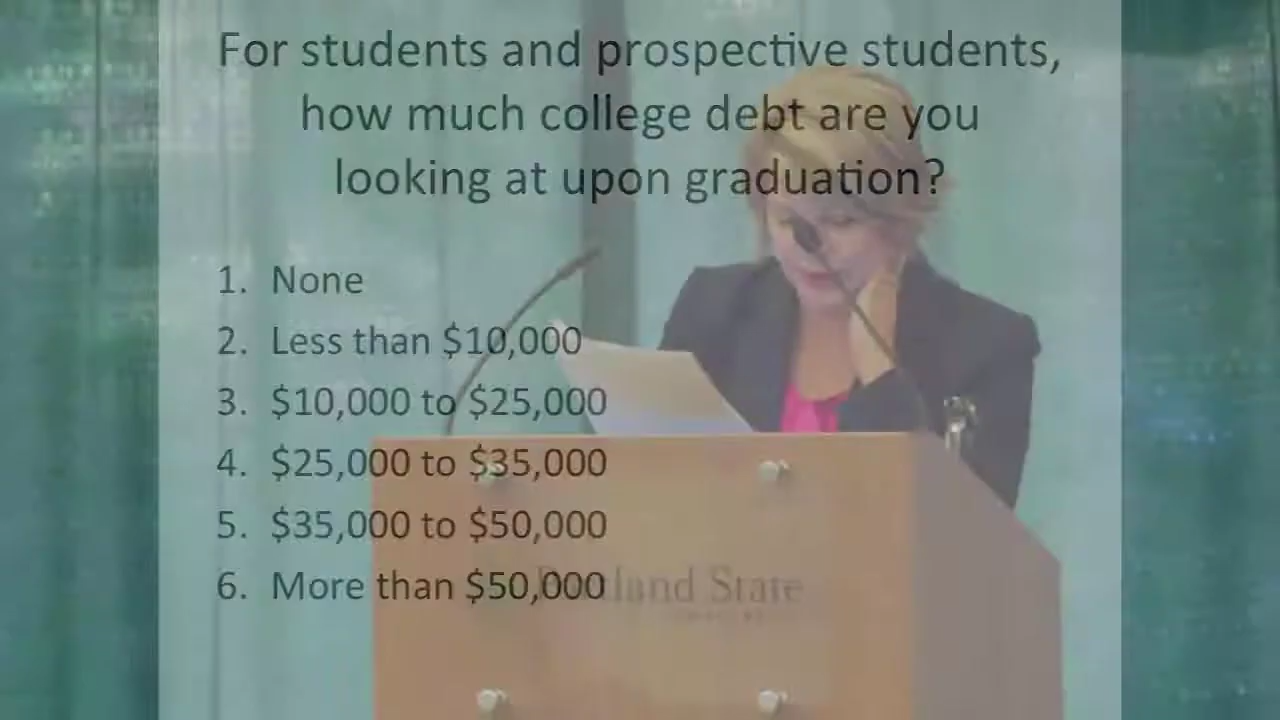 For students and prospective students,
how much college debt are you
looking at upon graduation?
1. None
2. Less than $10,000
3. $10,000 to $25,000
4. $25,000 to $35,000
5. $35,000 to $50,000
6. More than $50,000
Portland State